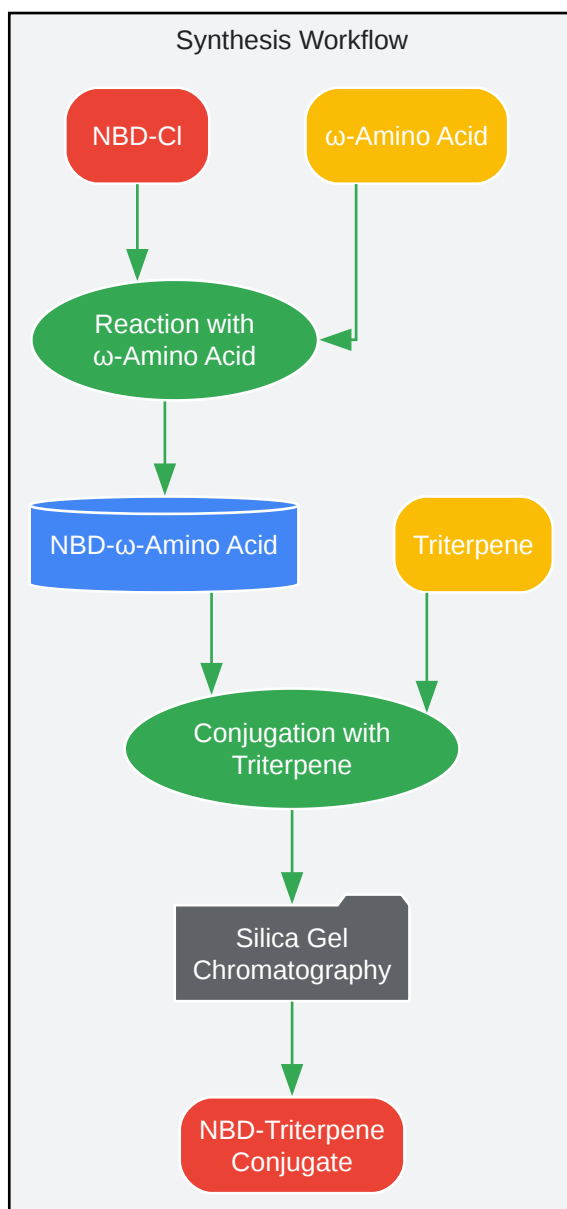 Synthesis Workflow
NBD-Cl
ω-Amino Acid
Reaction with
ω-Amino Acid
NBD-ω-Amino Acid
Triterpene
Conjugation with
Triterpene
Silica Gel
Chromatography
NBD-Triterpene
Conjugate